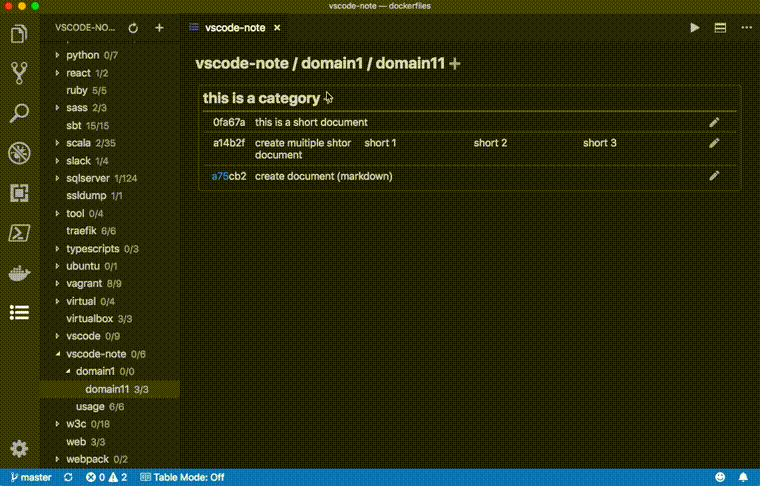 vscode-note — dockerfiles
VSCODE-NO...
vscode-note
python 0/7
react 1/2
ruby 5/5
sass 2/3
sbt 15/15
scala 2/35
slack 1/4
sqlserver 1/124
ssldump 1/1
tool 0/4
traefik 6/6
typescripts 0/3
ubuntu 0/1
vagrant 8/9
virtual 0/4
virtualbox 3/3
vscode 0/9
vscode-note 0/6
domain1 0/0
domain11 3/3
usage 6/6
w3c 0/18
web 3/3
webpack 0/2
vscode-note / domain1 / domain11
this is a category
0fa67a this is a short document
a14b2f create muitiple shtor short 1 short 2 short 3
document
a75cb2 create document (markdown)
master 0 2 Table Mode: Off